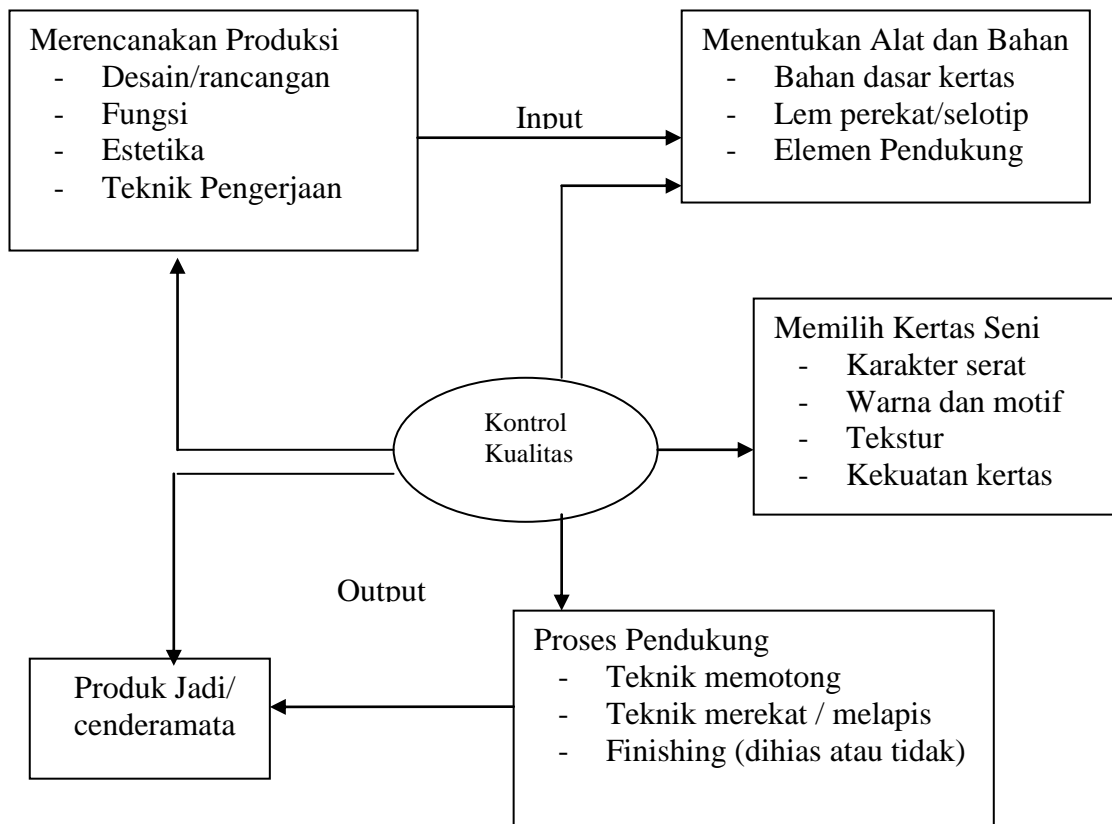 Merencanakan Produksi
- Desain/rancangan
- Fungsi
- Estetika
- Teknik Pengerjaan
Input
Menentukan Alat dan Bahan
- Bahan dasar kertas
- Lem perekat/selotip
- Elemen Pendukung
Memilih Kertas Seni
- Karakter serat
- Warna dan motif
- Tekstur
- Kekuatan kertas
Kontrol
Kualitas
Output
Proses Pendukung
- Teknik memotong
- Teknik merekat / melapis
- Finishing (dihias atau tidak)
Produk Jadi/
cenderamata